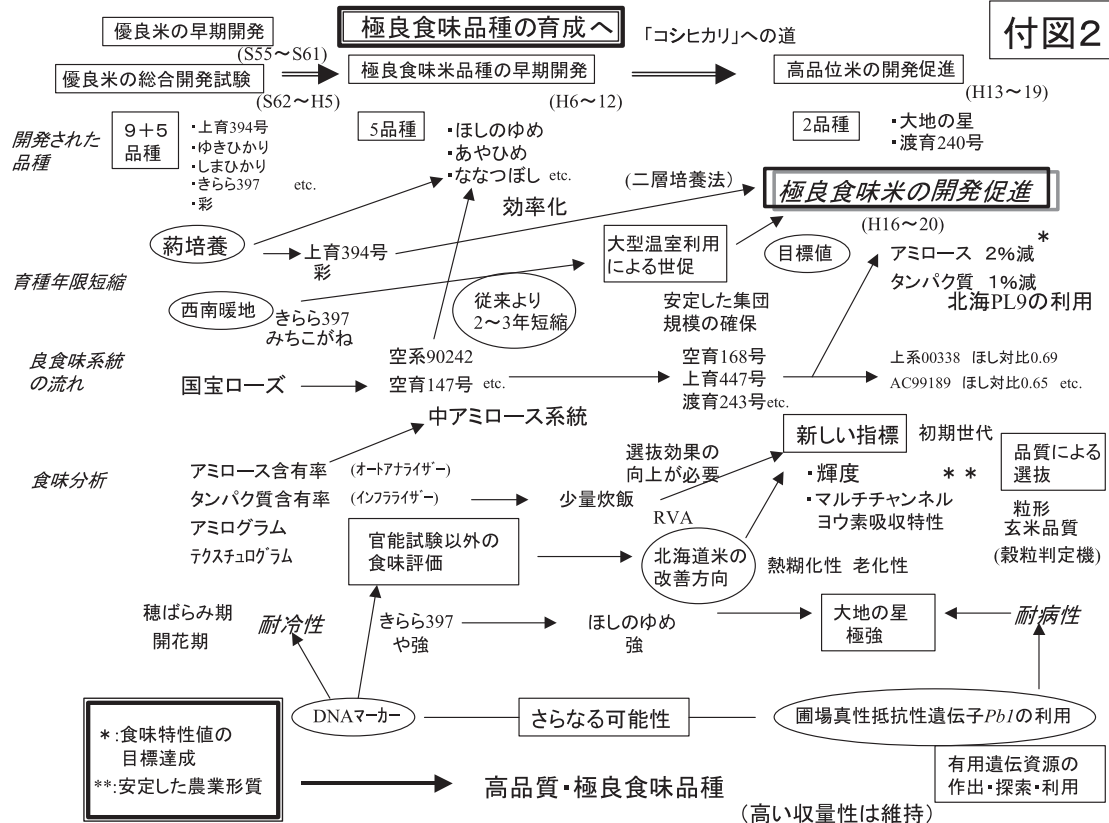 付図2
優良米の早期開発
(S55~S61)
極良食味品種の育成へ
「コシヒカリ」への道
優良米の総合開発試験
(S62~H5)
極良食味米品種の早期開発
(H6~12)
高品位米の開発促進
(H13~19)
開発された
品種
9+5
品種
・上育394号
・ゆきひかり
・しまひかり
・きらら397 etc.
・彩
5品種
・ほしのゆめ
・あやひめ
・ななつぼし etc.
2品種
・大地の星
・渡育240号
効率化
(二層培養法)
極良食味米の開発促進
(H16~20)
葯培養
上育394号
彩
大型温室利用
による世促
目標値
アミロース 2%減*
タンパク質 1%減
北海PL9の利用
育種年限短縮
西南暖地
きらら397
みちこがね
従来より
2~3年短縮
安定した集団
規模の確保
良食味系統
の流れ
国宝ローズ
空系90242
空育147号 etc.
空育168号
上育447号
渡育243号etc.
上系00338 ほし対比0.69
AC99189 ほし対比0.65 etc.
中アミロース系統
食味分析
アミロース含有率 (オートアナライザー)
タンパク質含有率 (インフライザー)
アミログラム
テクスチュログラム
少量炊飯
選抜効果の
向上が必要
新しい指標
初期世代
・輝度 **
・マルチチャンネル
ヨウ素吸収特性
品質による
選抜
粒形
玄米品質
(穀粒判定機)
官能試験以外の
食味評価
RVA
北海道米の
改善方向
熱糊化性 老化性
穂ばらみ期
開花期
耐冷性
きらら397
や強
ほしのゆめ
強
大地の星
極強
耐病性
DNAマーカー
さらなる可能性
圃場真性抵抗性遺伝子Pb1の利用
*:食味特性値の
目標達成
**:安定した農業形質
高品質・極良食味品種
(高い収量性は維持)
有用遺伝資源の
作出・探索・利用